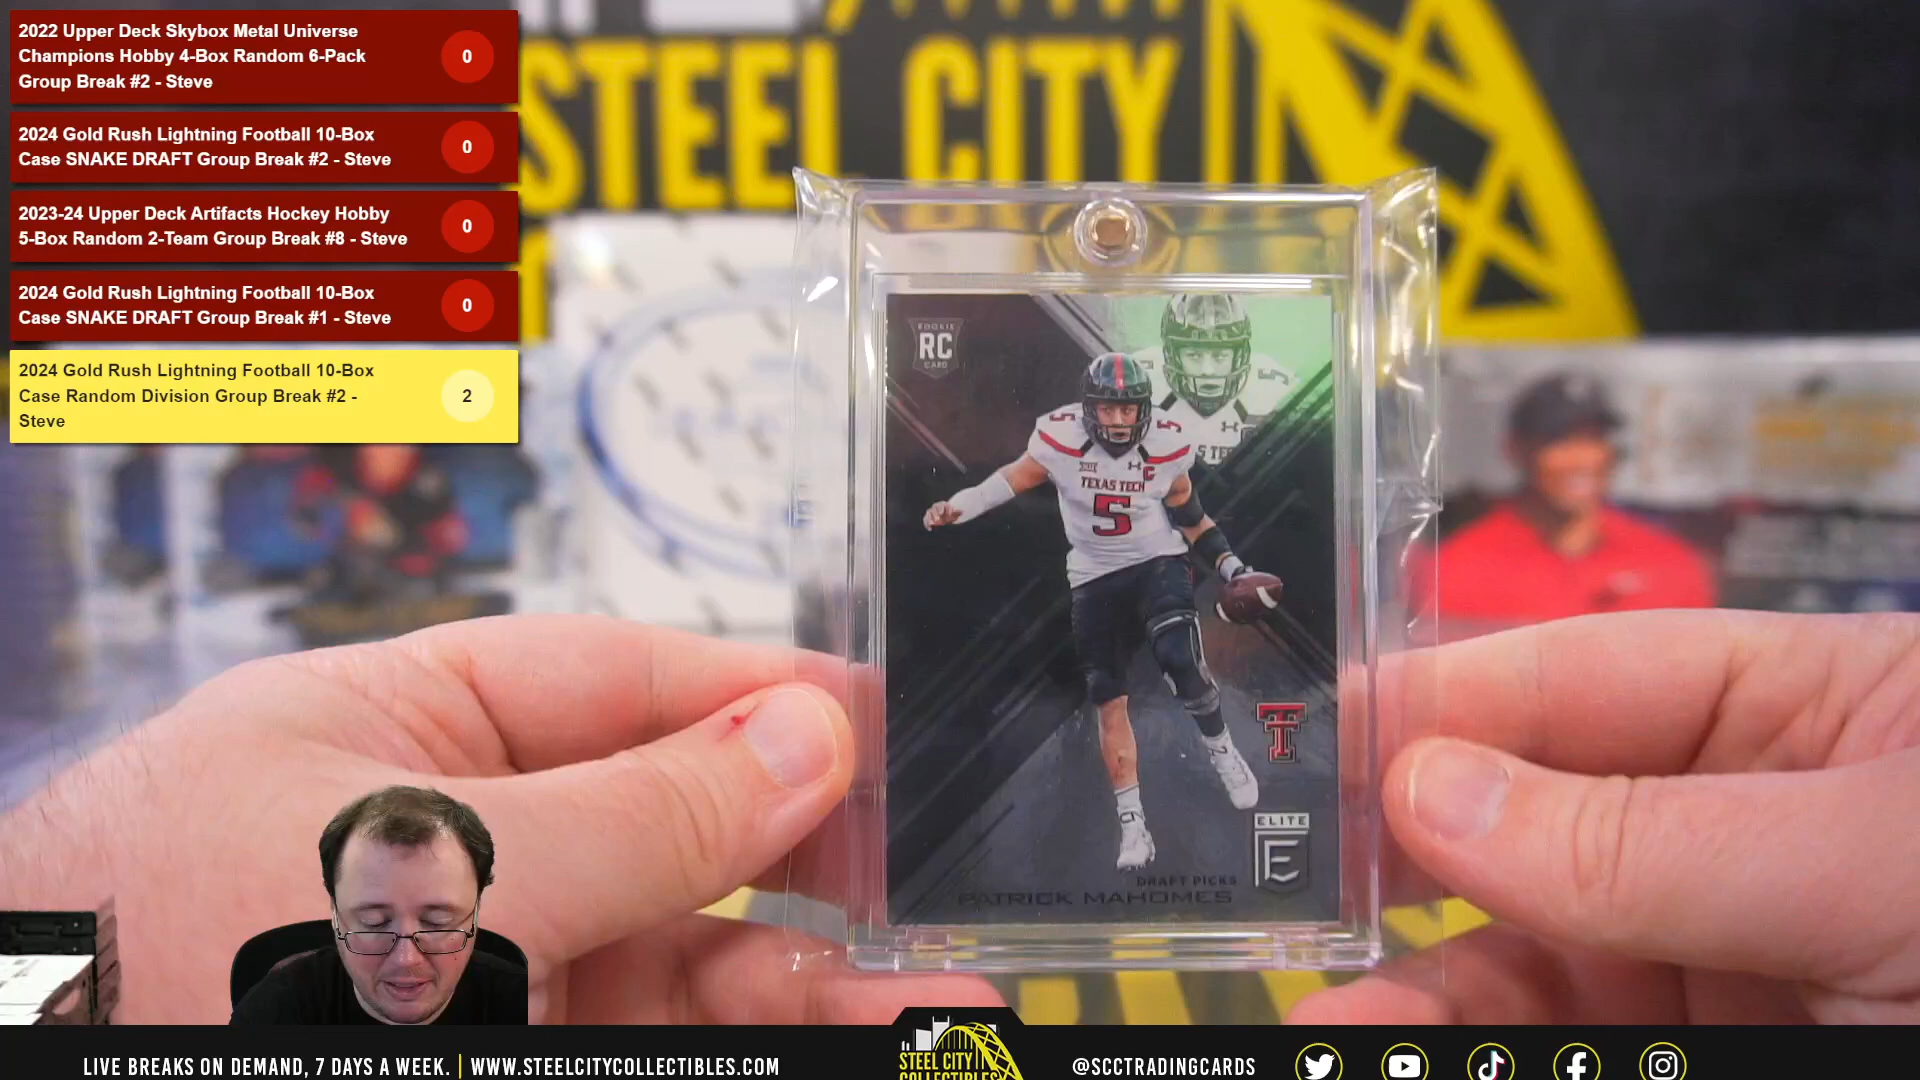 2022 Upper Deck Skybox Metal Universe
Champions Hobby 4-Box Random 6-Pack
Group Break #2 - Steve
0
2024 Gold Rush Lightning Football 10-Box
Case SNAKE DRAFT Group Break #2 - Steve
0
2023-24 Upper Deck Artifacts Hockey Hobby
5-Box Random 2-Team Group Break #8 - Steve
0
2024 Gold Rush Lightning Football 10-Box
Case SNAKE DRAFT Group Break #1 - Steve
0
2024 Gold Rush Lightning Football 10-Box
Case Random Division Group Break #2 -
Steve
2
STEEL CITY
ROOKIE
RC
CARD
5
5
5
S TE
TEXAS TECH
5
C
ELITE
E
DRAFT PICKS
PATRICK MAHOMES
LIVE BREAKS ON DEMAND, 7 DAYS A WEEK. | WWW.STEELCITYCOLLECTIBLES.COM
STEEL CITY
COLLECTIBLES
@SCCTRADINGCARDS